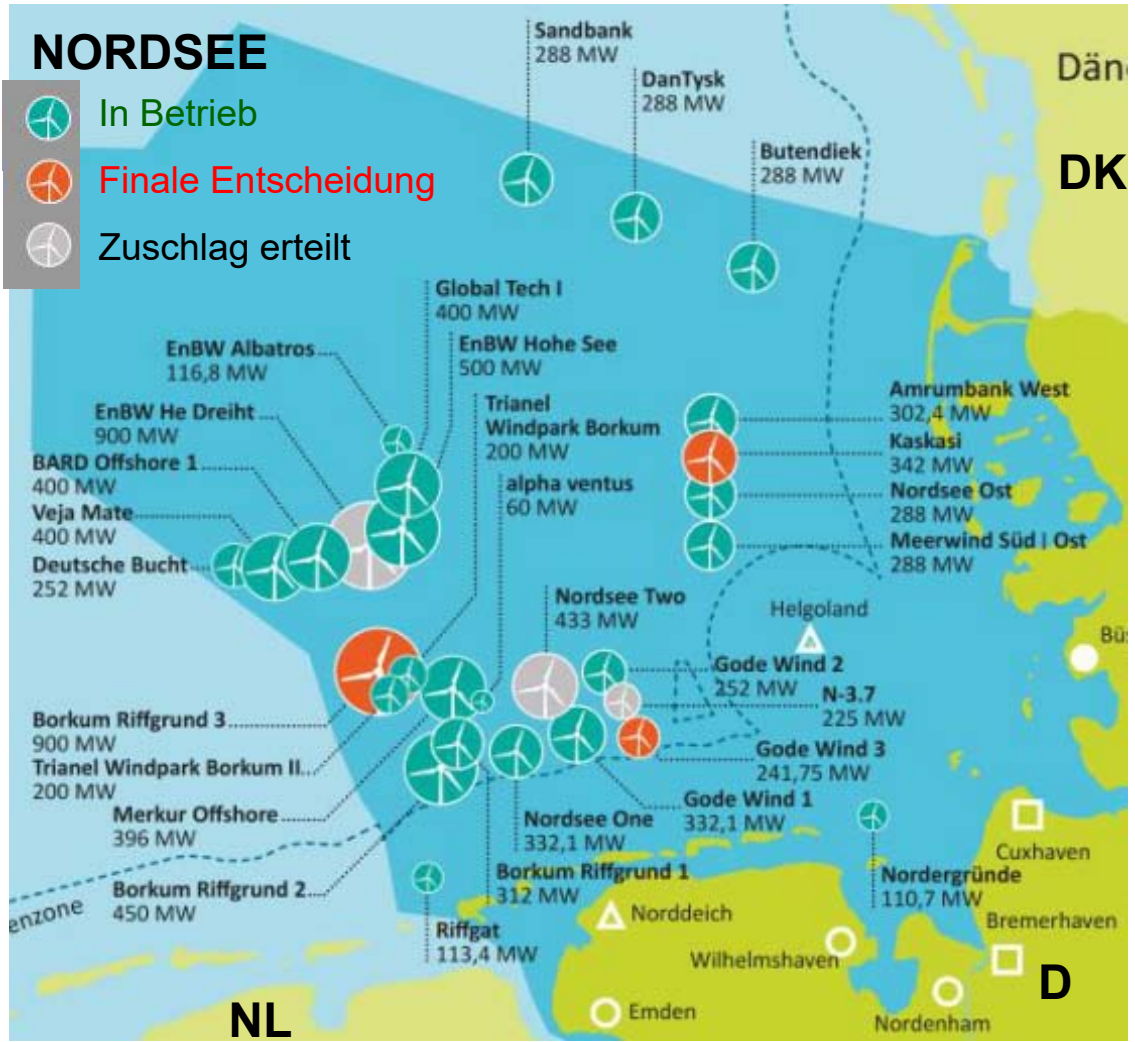 NORDSEE
In Betrieb
Finale Entscheidung
Zuschlag erteilt
Sandbank
288 MW
DanTysk
288 MW
Butendiek
288 MW
Dän
DK
Global Tech I
400 MW
EnBW Albatros
116,8 MW
EnBW Hohe See
500 MW
EnBW He Dreiht
900 MW
Trianel
Windpark Borkum
200 MW
BARD Offshore 1
400 MW
alpha ventus
60 MW
Veja Mate
400 MW
Deutsche Bucht
252 MW
Amrumbank West
302,4 MW
Kaskasi
342 MW
Nordsee Ost
288 MW
Meerwind Süd | Ost
288 MW
Nordsee Two
433 MW
Helgoland
Büs
Gode Wind 2
252 MW
N-3.7
225 MW
Borkum Riffgrund 3
900 MW
Trianel Windpark Borkum II
200 MW
Gode Wind 3
241,75 MW
Merkur Offshore
396 MW
Nordsee One
332,1 MW
Gode Wind 1
332,1 MW
Cuxhaven
Borkum Riffgrund 2
450 MW
Borkum Riffgrund 1
312 MW
Nordergründe
110,7 MW
enzone
Riffgat
113,4 MW
Norddeich
Bremerhaven
Wilhelmshaven
D
NL
Emden
Nordenham